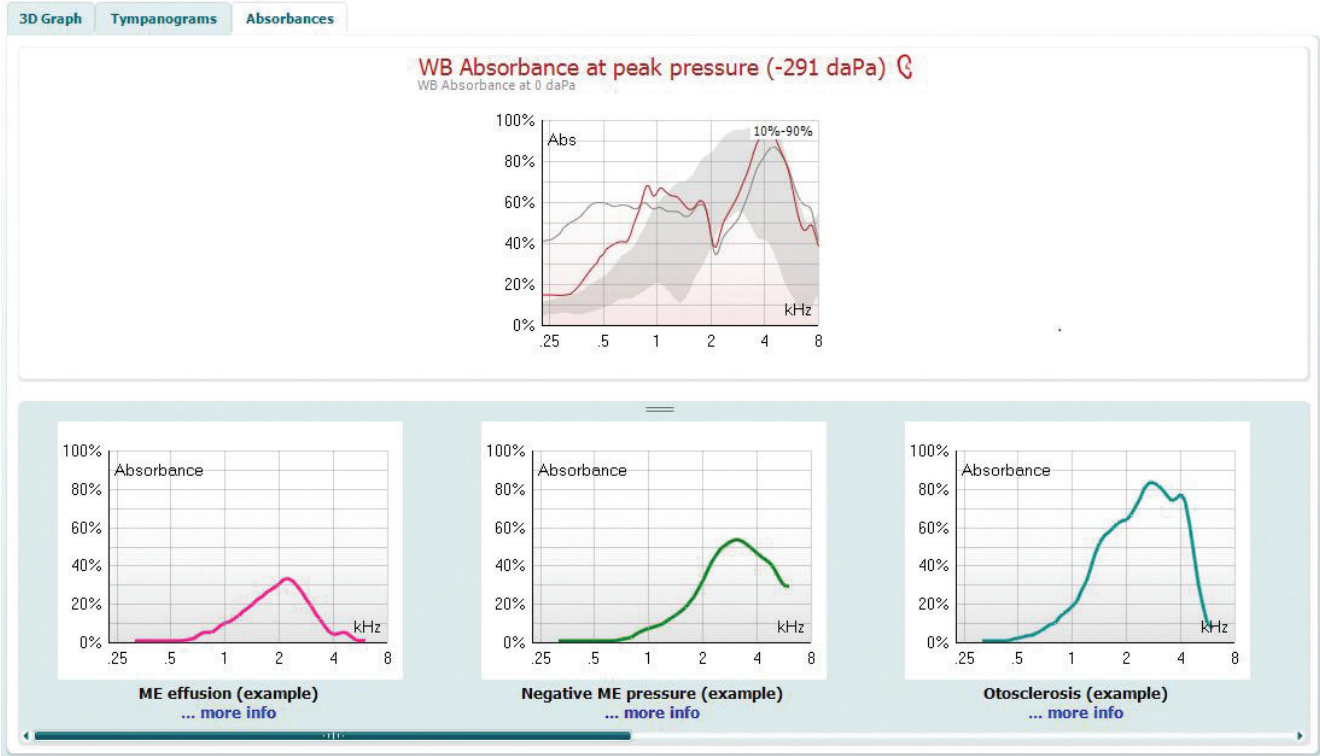 3D Graph Tympanograms Absorbances
WB Absorbance at peak pressure (-291 daPa)
WB Absorbance at 0 daPa
100%
Abs
10%-90%
80%
60%
40%
20%
kHz
0%
.25 .5 1 2 4 8
100%
Absorbance
80%
60%
40%
20%
kHz
0%
.25 .5 1 2 4 8
ME effusion (example)
... more info
100%
Absorbance
80%
60%
40%
20%
kHz
0%
.25 .5 1 2 4 8
Negative ME pressure (example)
... more info
100%
Absorbance
80%
60%
40%
20%
kHz
0%
.25 .5 1 2 4 8
Otosclerosis (example)
... more info